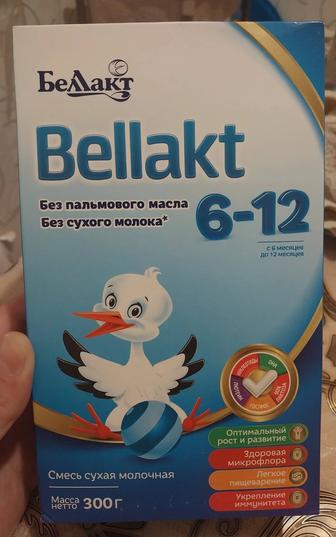 Беллакт
Bellakt
Без пальмового масла
Без сухого молока*
6-12
с 6 месяцев
до 12 месяцев
Оптимальный
рост и развитие
Здоровая
микрофлора
Легкое
пищеварение
Укрепление
иммунитета
Смесь сухая молочная
Масса
нетто
300 г